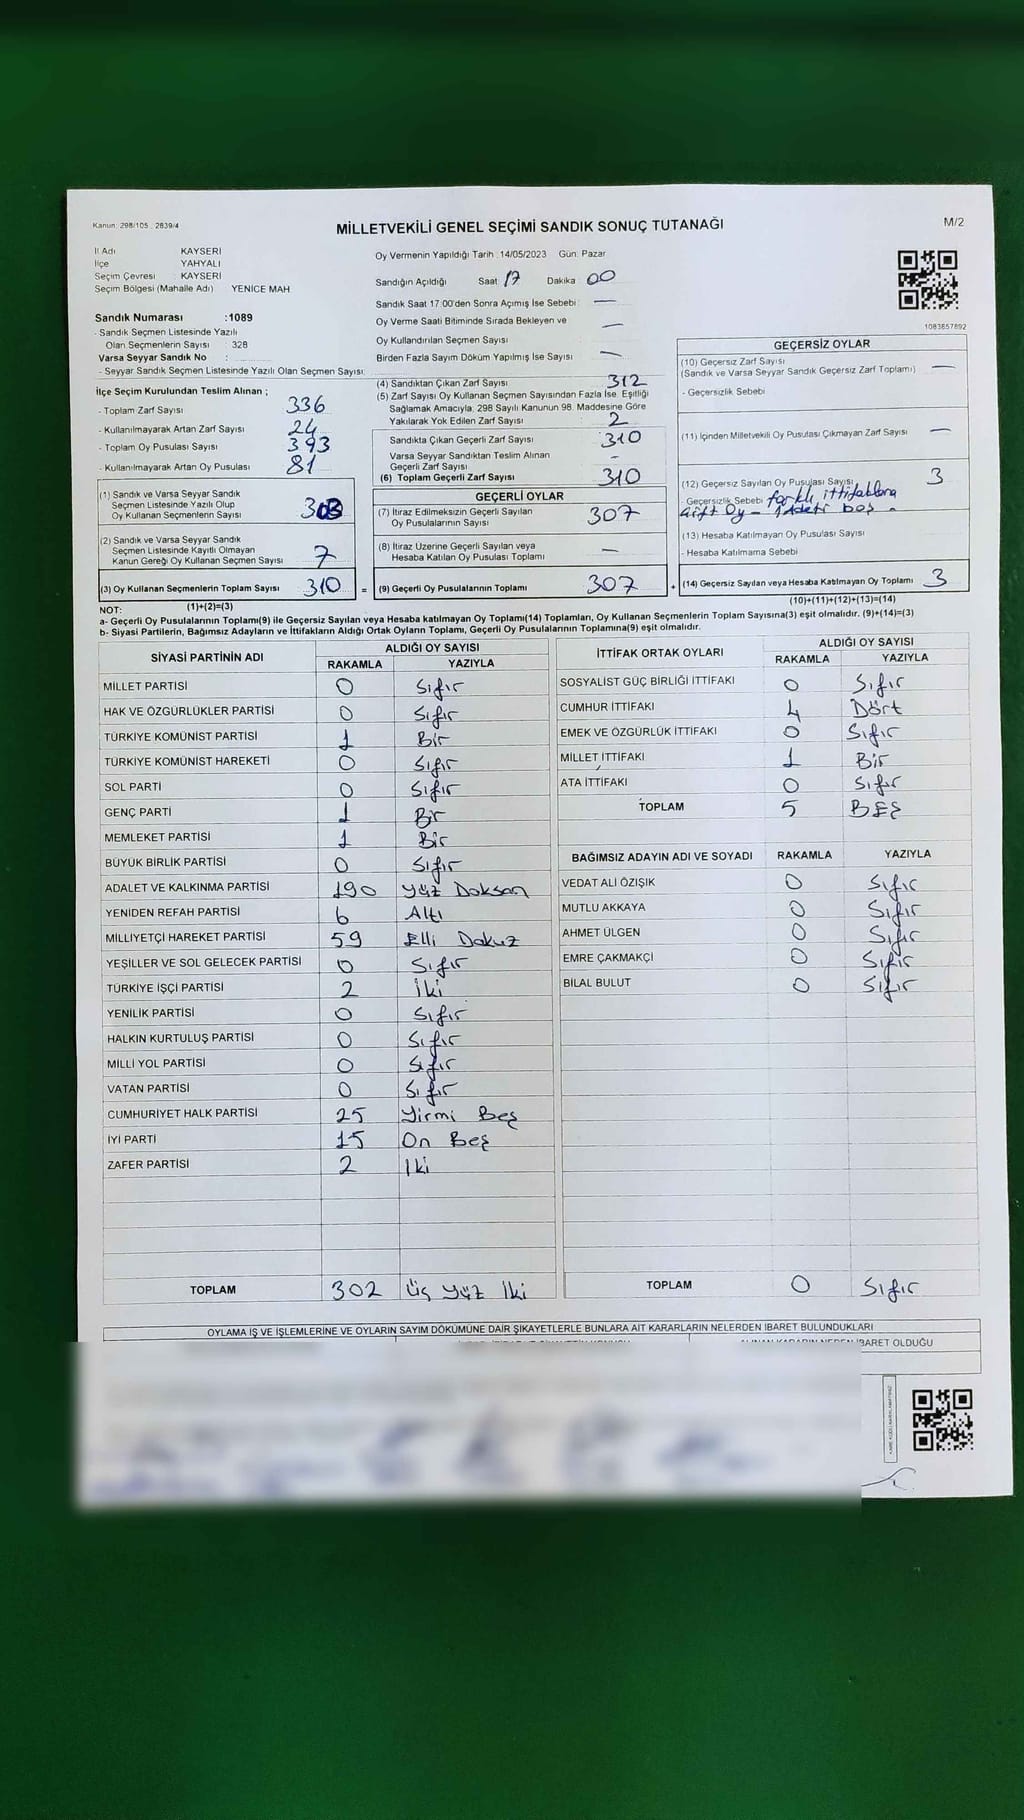 Kanun: 298/105, 2839/4
MİLLETVEKİLİ GENEL SEÇİMİ SANDIK SONUÇ TUTANAĞI
M/2
İl Adı KAYSERİ
İlçe YAHYALI
Seçim Çevresi : KAYSERİ
Seçim Bölgesi (Mahalle Adı) YENİCE MAH
Sandık Numarası :1089
- Sandık Seçmen Listesinde Yazılı
Olan Seçmenlerin Sayısı : 328
Varsa Seyyar Sandık No :
- Seyyar Sandık Seçmen Listesinde Yazılı Olan Seçmen Sayısı:
Oy Vermenin Yapıldığı Tarih :14/05/2023 Gün: Pazar
Sandığın Açıldığı Saat: 17 Dakika 00
Sandık Saat 17:00'den Sonra Açımış İse Sebebi : —
Oy Verme Saati Bitiminde Sırada Bekleyen ve
Oy Kullandırılan Seçmen Sayısı —
Birden Fazla Sayım Döküm Yapılmış İse Sayısı : —
1083857892
İlçe Seçim Kurulundan Teslim Alınan ;
- Toplam Zarf Sayısı 336
- Kullanılmayarak Artan Zarf Sayısı 24
- Toplam Oy Pusulası Sayısı 393
- Kullanılmayarak Artan Oy Pusulası 81
(1) Sandık ve Varsa Seyyar Sandık
Seçmen Listesinde Yazılı Olup
Oy Kullanan Seçmenlerin Sayısı 303
(2) Sandık ve Varsa Seyyar Sandık
Seçmen Listesinde Kayıtlı Olmayan
Kanun Gereği Oy Kullanan Seçmen Sayısı 7
(3) Oy Kullanan Seçmenlerin Toplam Sayısı 310 =
(1)+(2)=(3)
(4) Sandıktan Çıkan Zarf Sayısı 312
(5) Zarf Sayısı Oy Kullanan Seçmen Sayısından Fazla İse, Eşitliği
Sağlamak Amacıyla; 298 Sayılı Kanunun 98. Maddesine Göre
Yakılarak Yok Edilen Zarf Sayısı 2
Sandıkta Çıkan Geçerli Zarf Sayısı 310
Varsa Seyyar Sandıktan Teslim Alınan
Geçerli Zarf Sayısı -
(6) Toplam Geçerli Zarf Sayısı 310
GEÇERLİ OYLAR
(7) İtiraz Edilmeksizin Geçerli Sayılan
Oy Pusulalarının Sayısı 307
(8) İtiraz Üzerine Geçerli Sayılan veya
Hesaba Katılan Oy Pusulası Toplamı —
(9) Geçerli Oy Pusulalarının Toplamı 307 +
GEÇERSİZ OYLAR
(10) Geçersiz Zarf Sayısı
(Sandık ve Varsa Seyyar Sandık Geçersiz Zarf Toplamı) —
- Geçersizlik Sebebi
(11) İçinden Milletvekili Oy Pusulası Çıkmayan Zarf Sayısı —
(12) Geçersiz Sayılan Oy Pusulası Sayısı 3
- Geçersizlik Sebebi farklı ittifaklara
çift oy - 1 Adeti boş .
(13) Hesaba Katılmayan Oy Pusulası Sayısı
- Hesaba Katılmama Sebebi
(14) Geçersiz Sayılan veya Hesaba Katılmayan Oy Toplamı 3
(10)+(11)+(12)+(13)=(14)
NOT:
a- Geçerli Oy Pusulalarının Toplamı(9) ile Geçersiz Sayılan veya Hesaba katılmayan Oy Toplamı(14) Toplamları, Oy Kullanan Seçmenlerin Toplam Sayısına(3) eşit olmalıdır. (9)+(14)=(3)
b- Siyasi Partilerin, Bağımsız Adayların ve İttifakların Aldığı Ortak Oyların Toplamı, Geçerli Oy Pusulalarının Toplamına(9) eşit olmalıdır.
SİYASİ PARTİNİN ADI
ALDIĞI OY SAYISI
RAKAMLA YAZIYLA
MİLLET PARTİSİ 0 Sıfır
HAK VE ÖZGÜRLÜKLER PARTİSİ 0 Sıfır
TÜRKİYE KOMÜNİST PARTİSİ 1 Bir
TÜRKİYE KOMÜNİST HAREKETİ 0 Sıfır
SOL PARTİ 0 Sıfır
GENÇ PARTİ 1 Bir
MEMLEKET PARTİSİ 1 Bir
BÜYÜK BİRLİK PARTİSİ 0 Sıfır
ADALET VE KALKINMA PARTİSİ 190 Yüz Doksan
YENİDEN REFAH PARTİSİ 6 Altı
MİLLİYETÇİ HAREKET PARTİSİ 59 Elli Dokuz
YEŞİLLER VE SOL GELECEK PARTİSİ 0 Sıfır
TÜRKİYE İŞÇİ PARTİSİ 2 İki
YENİLİK PARTİSİ 0 Sıfır
HALKIN KURTULUŞ PARTİSİ 0 Sıfır
MİLLİ YOL PARTİSİ 0 Sıfır
VATAN PARTİSİ 0 Sıfır
CUMHURİYET HALK PARTİSİ 25 Yirmi Beş
İYİ PARTİ 15 On Beş
ZAFER PARTİSİ 2 İki
TOPLAM 302 Üç Yüz İki
İTTİFAK ORTAK OYLARI
ALDIĞI OY SAYISI
RAKAMLA YAZIYLA
SOSYALİST GÜÇ BİRLİĞİ İTTİFAKI 0 Sıfır
CUMHUR İTTİFAKI 4 Dört
EMEK VE ÖZGÜRLÜK İTTİFAKI 0 Sıfır
MİLLET İTTİFAKI 1 Bir
ATA İTTİFAKI 0 Sıfır
TOPLAM 5 BEŞ
BAĞIMSIZ ADAYIN ADI VE SOYADI RAKAMLA YAZIYLA
VEDAT ALİ ÖZIŞIK 0 Sıfır
MUTLU AKKAYA 0 Sıfır
AHMET ÜLGEN 0 Sıfır
EMRE ÇAKMAKÇİ 0 Sıfır
BİLAL BULUT 0 Sıfır
TOPLAM 0 Sıfır
OYLAMA İŞ VE İŞLEMLERİNE VE OYLARIN SAYIM DÖKÜMÜNE DAİR ŞİKAYETLERLE BUNLARA AİT KARARLARIN NELERDEN İBARET BULUNDUKLARI
İBARET OLDUĞU